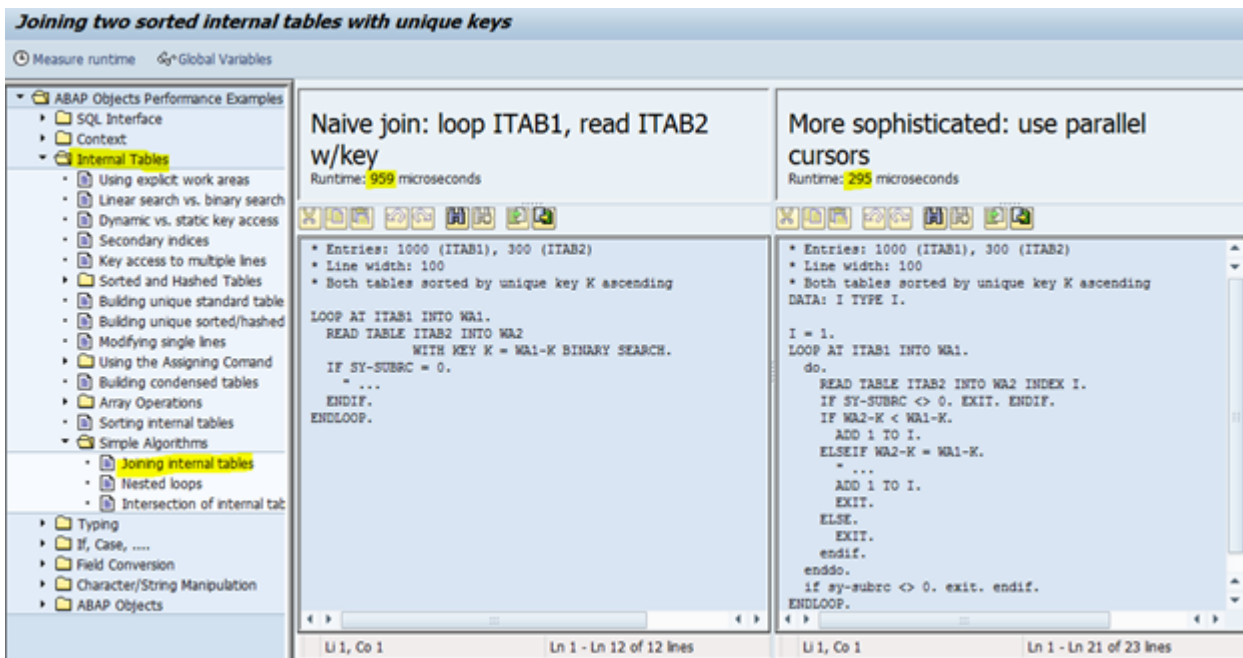 Joining two sorted internal tables with unique keys
Measure runtime Global Variables
ABAP Objects Performance Examples
SQL Interface
Context
Internal Tables
Using explicit work areas
Linear search vs. binary search
Dynamic vs. static key access
Secondary indices
Key access to multiple lines
Sorted and Hashed Tables
Building unique standard table
Building unique sorted/hashed
Modifying single lines
Using the Assigning Comand
Building condensed tables
Array Operations
Sorting internal tables
Simple Algorithms
Joining internal tables
Nested loops
Intersection of internal tab
Typing
If, Case, ....
Field Conversion
Character/String Manipulation
ABAP Objects
Naive join: loop ITAB1, read ITAB2
w/key
Runtime: 959 microseconds
* Entries: 1000 (ITAB1), 300 (ITAB2)
* Line width: 100
* Both tables sorted by unique key K ascending
LOOP AT ITAB1 INTO WA1.
READ TABLE ITAB2 INTO WA2
WITH KEY K = WA1-K BINARY SEARCH.
IF SY-SUBRC = 0.
" ...
ENDIF.
ENDLOOP.
Li 1, Co 1 Ln 1 - Ln 12 of 12 lines
More sophisticated: use parallel
cursors
Runtime: 295 microseconds
* Entries: 1000 (ITAB1), 300 (ITAB2)
* Line width: 100
* Both tables sorted by unique key K ascending
DATA: I TYPE I.
I = 1.
LOOP AT ITAB1 INTO WA1.
do.
READ TABLE ITAB2 INTO WA2 INDEX I.
IF SY-SUBRC <> 0. EXIT. ENDIF.
IF WA2-K < WA1-K.
ADD 1 TO I.
ELSEIF WA2-K = WA1-K.
" ...
ADD 1 TO I.
EXIT.
ELSE.
EXIT.
endif.
enddo.
if sy-subrc <> 0. exit. endif.
ENDLOOP.
Li 1, Co 1 Ln 1 - Ln 21 of 23 lines